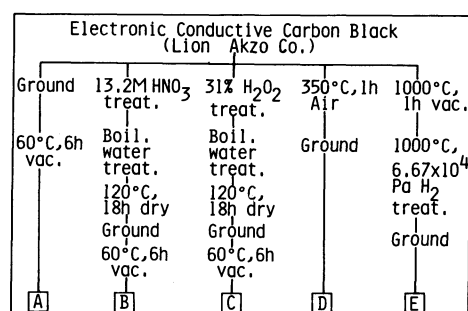 Electronic Conductive Carbon Black
(Lion Akzo Co.)
Ground
60°C,6h
vac.
A
13.2M HNO3
treat.
Boil.
water
treat.
120°C,
18h dry
Ground
60°C,6h
vac.
B
31% H2O2
treat.
Boil.
water
treat.
120°C,
18h dry
Ground
60°C,6h
vac.
C
350°C,1h
Air
Ground
D
1000°C,
1h vac.
1000°C,
6.67x10⁴
Pa H2
treat.
Ground
E